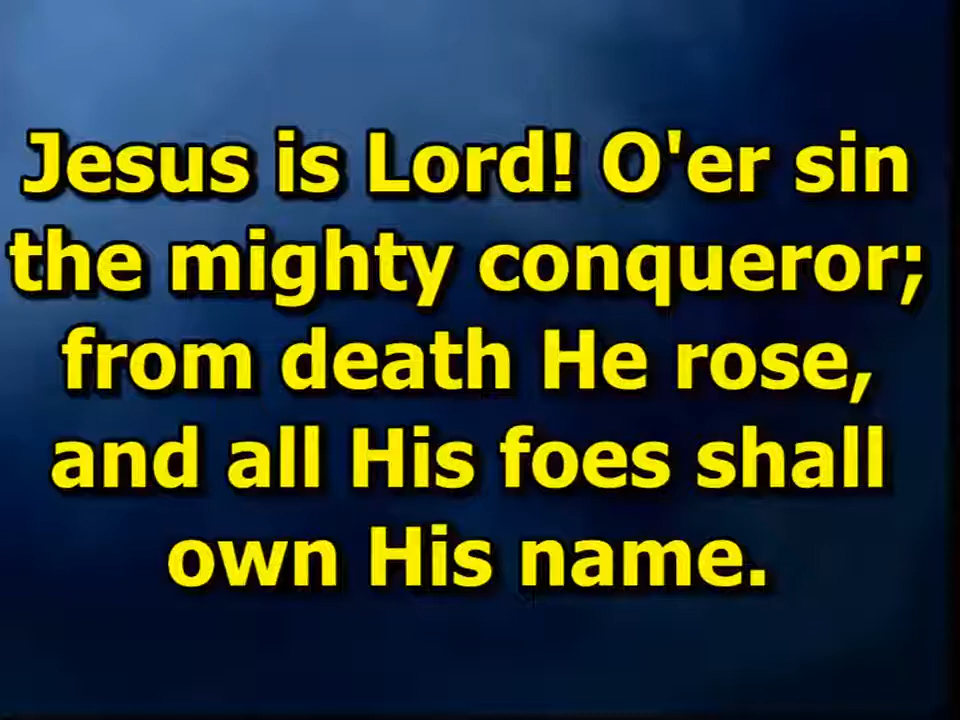 Jesus is Lord! O'er sin
the mighty conqueror;
from death He rose,
and all His foes shall
own His name.